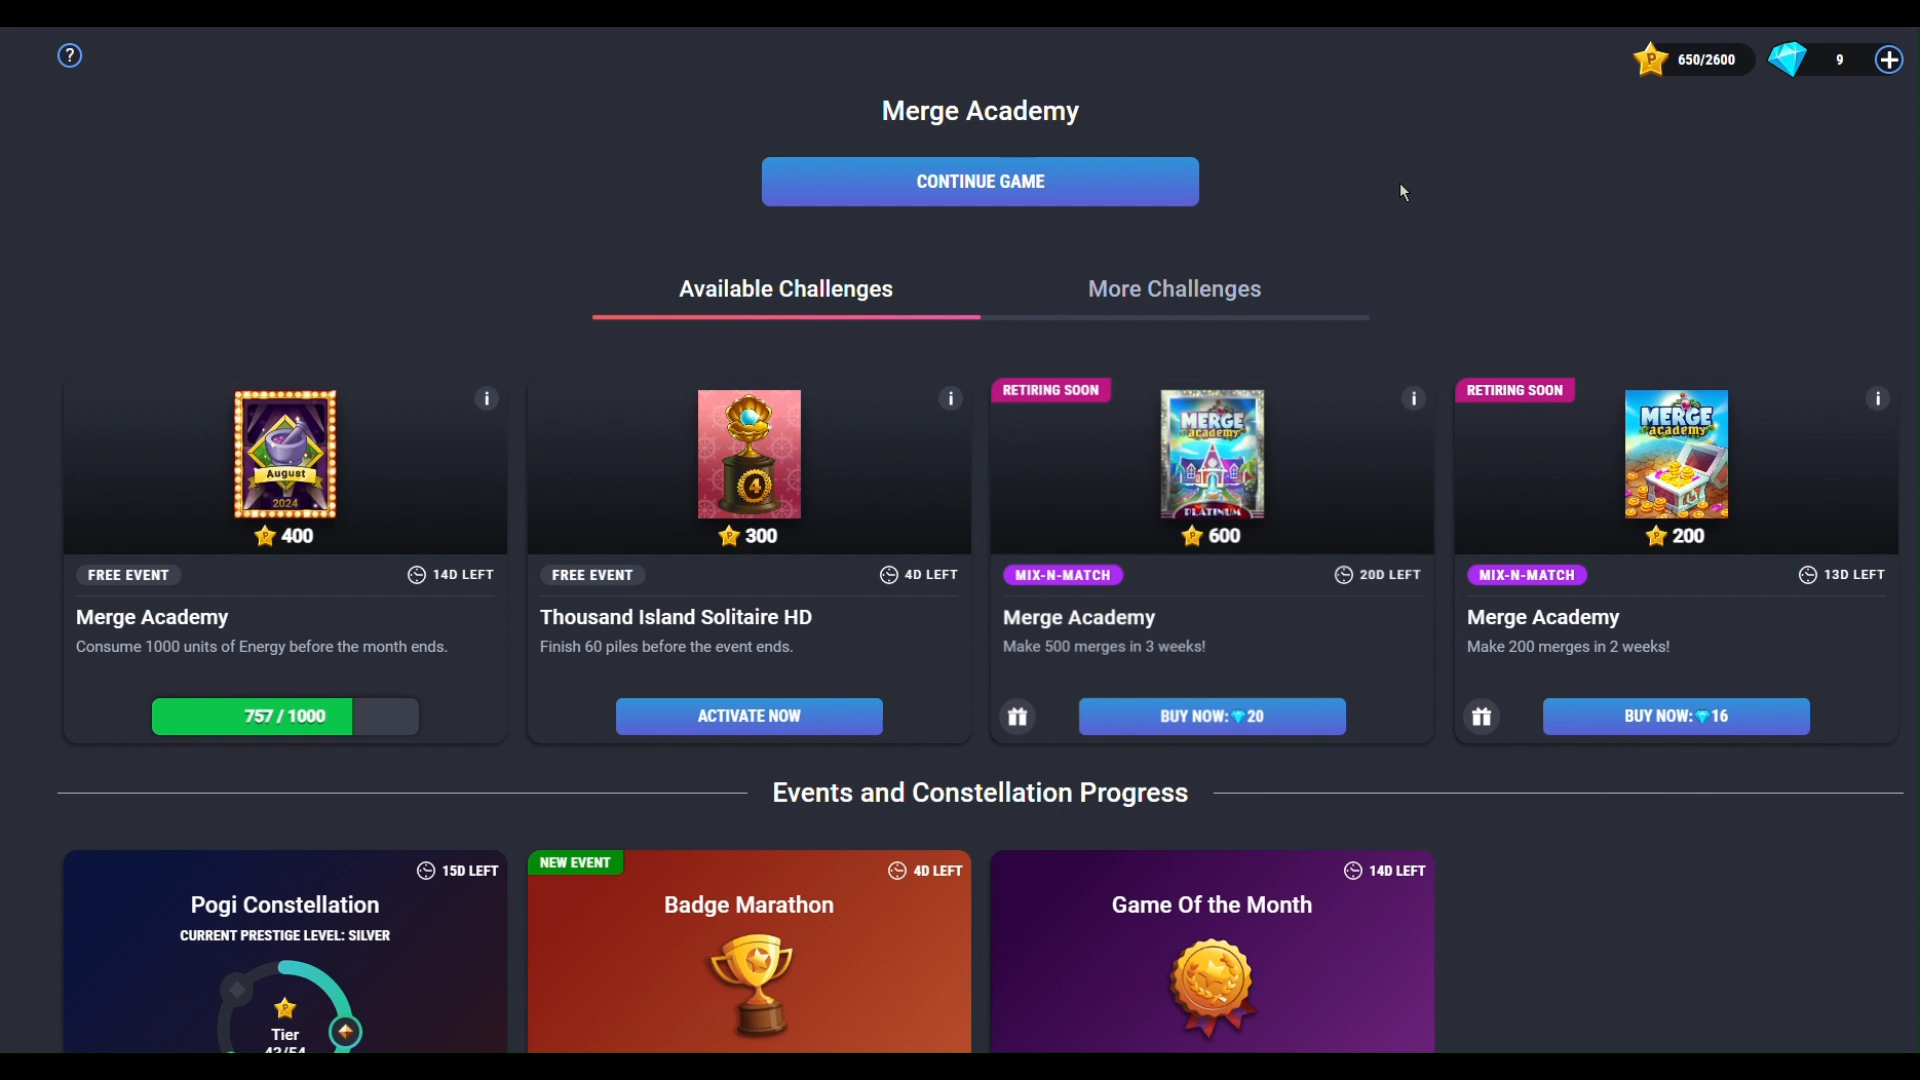 ?
650/2600
9
Merge Academy
CONTINUE GAME
Available Challenges
More Challenges
August
2024
400
FREE EVENT
14D LEFT
Merge Academy
Consume 1000 units of Energy before the month ends.
757 / 1000
4
300
FREE EVENT
4D LEFT
Thousand Island Solitaire HD
Finish 60 piles before the event ends.
ACTIVATE NOW
RETIRING SOON
MERGE
academy
PLATINUM
600
MIX-N-MATCH
20D LEFT
Merge Academy
Make 500 merges in 3 weeks!
BUY NOW: 20
RETIRING SOON
MERGE
academy
200
MIX-N-MATCH
13D LEFT
Merge Academy
Make 200 merges in 2 weeks!
BUY NOW: 16
Events and Constellation Progress
15D LEFT
Pogi Constellation
CURRENT PRESTIGE LEVEL: SILVER
Tier
NEW EVENT
4D LEFT
Badge Marathon
14D LEFT
Game Of the Month